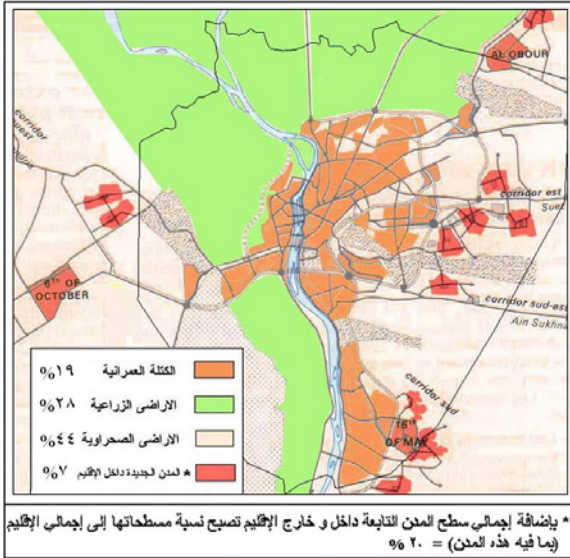 AL OBOUR
corridor
ouest
corridor est
Suez
6TH OF
OCTOBER
corridor sud-est
Ain Sukhna
corridor sud
15TH
OF MAY
الكتلة العمرانية ١٩%
الاراضى الزراعية ٢٨%
الاراضى الصحراوية ٤٤%
* المدن الجديدة داخل الإقليم ٧%
* بإضافة إجمالي سطح المدن التابعة داخل و خارج الإقليم تصبح نسبة مسطحاتها إلى إجمالي الإقليم
(بما فيه هذه المدن) = ٢٠ %